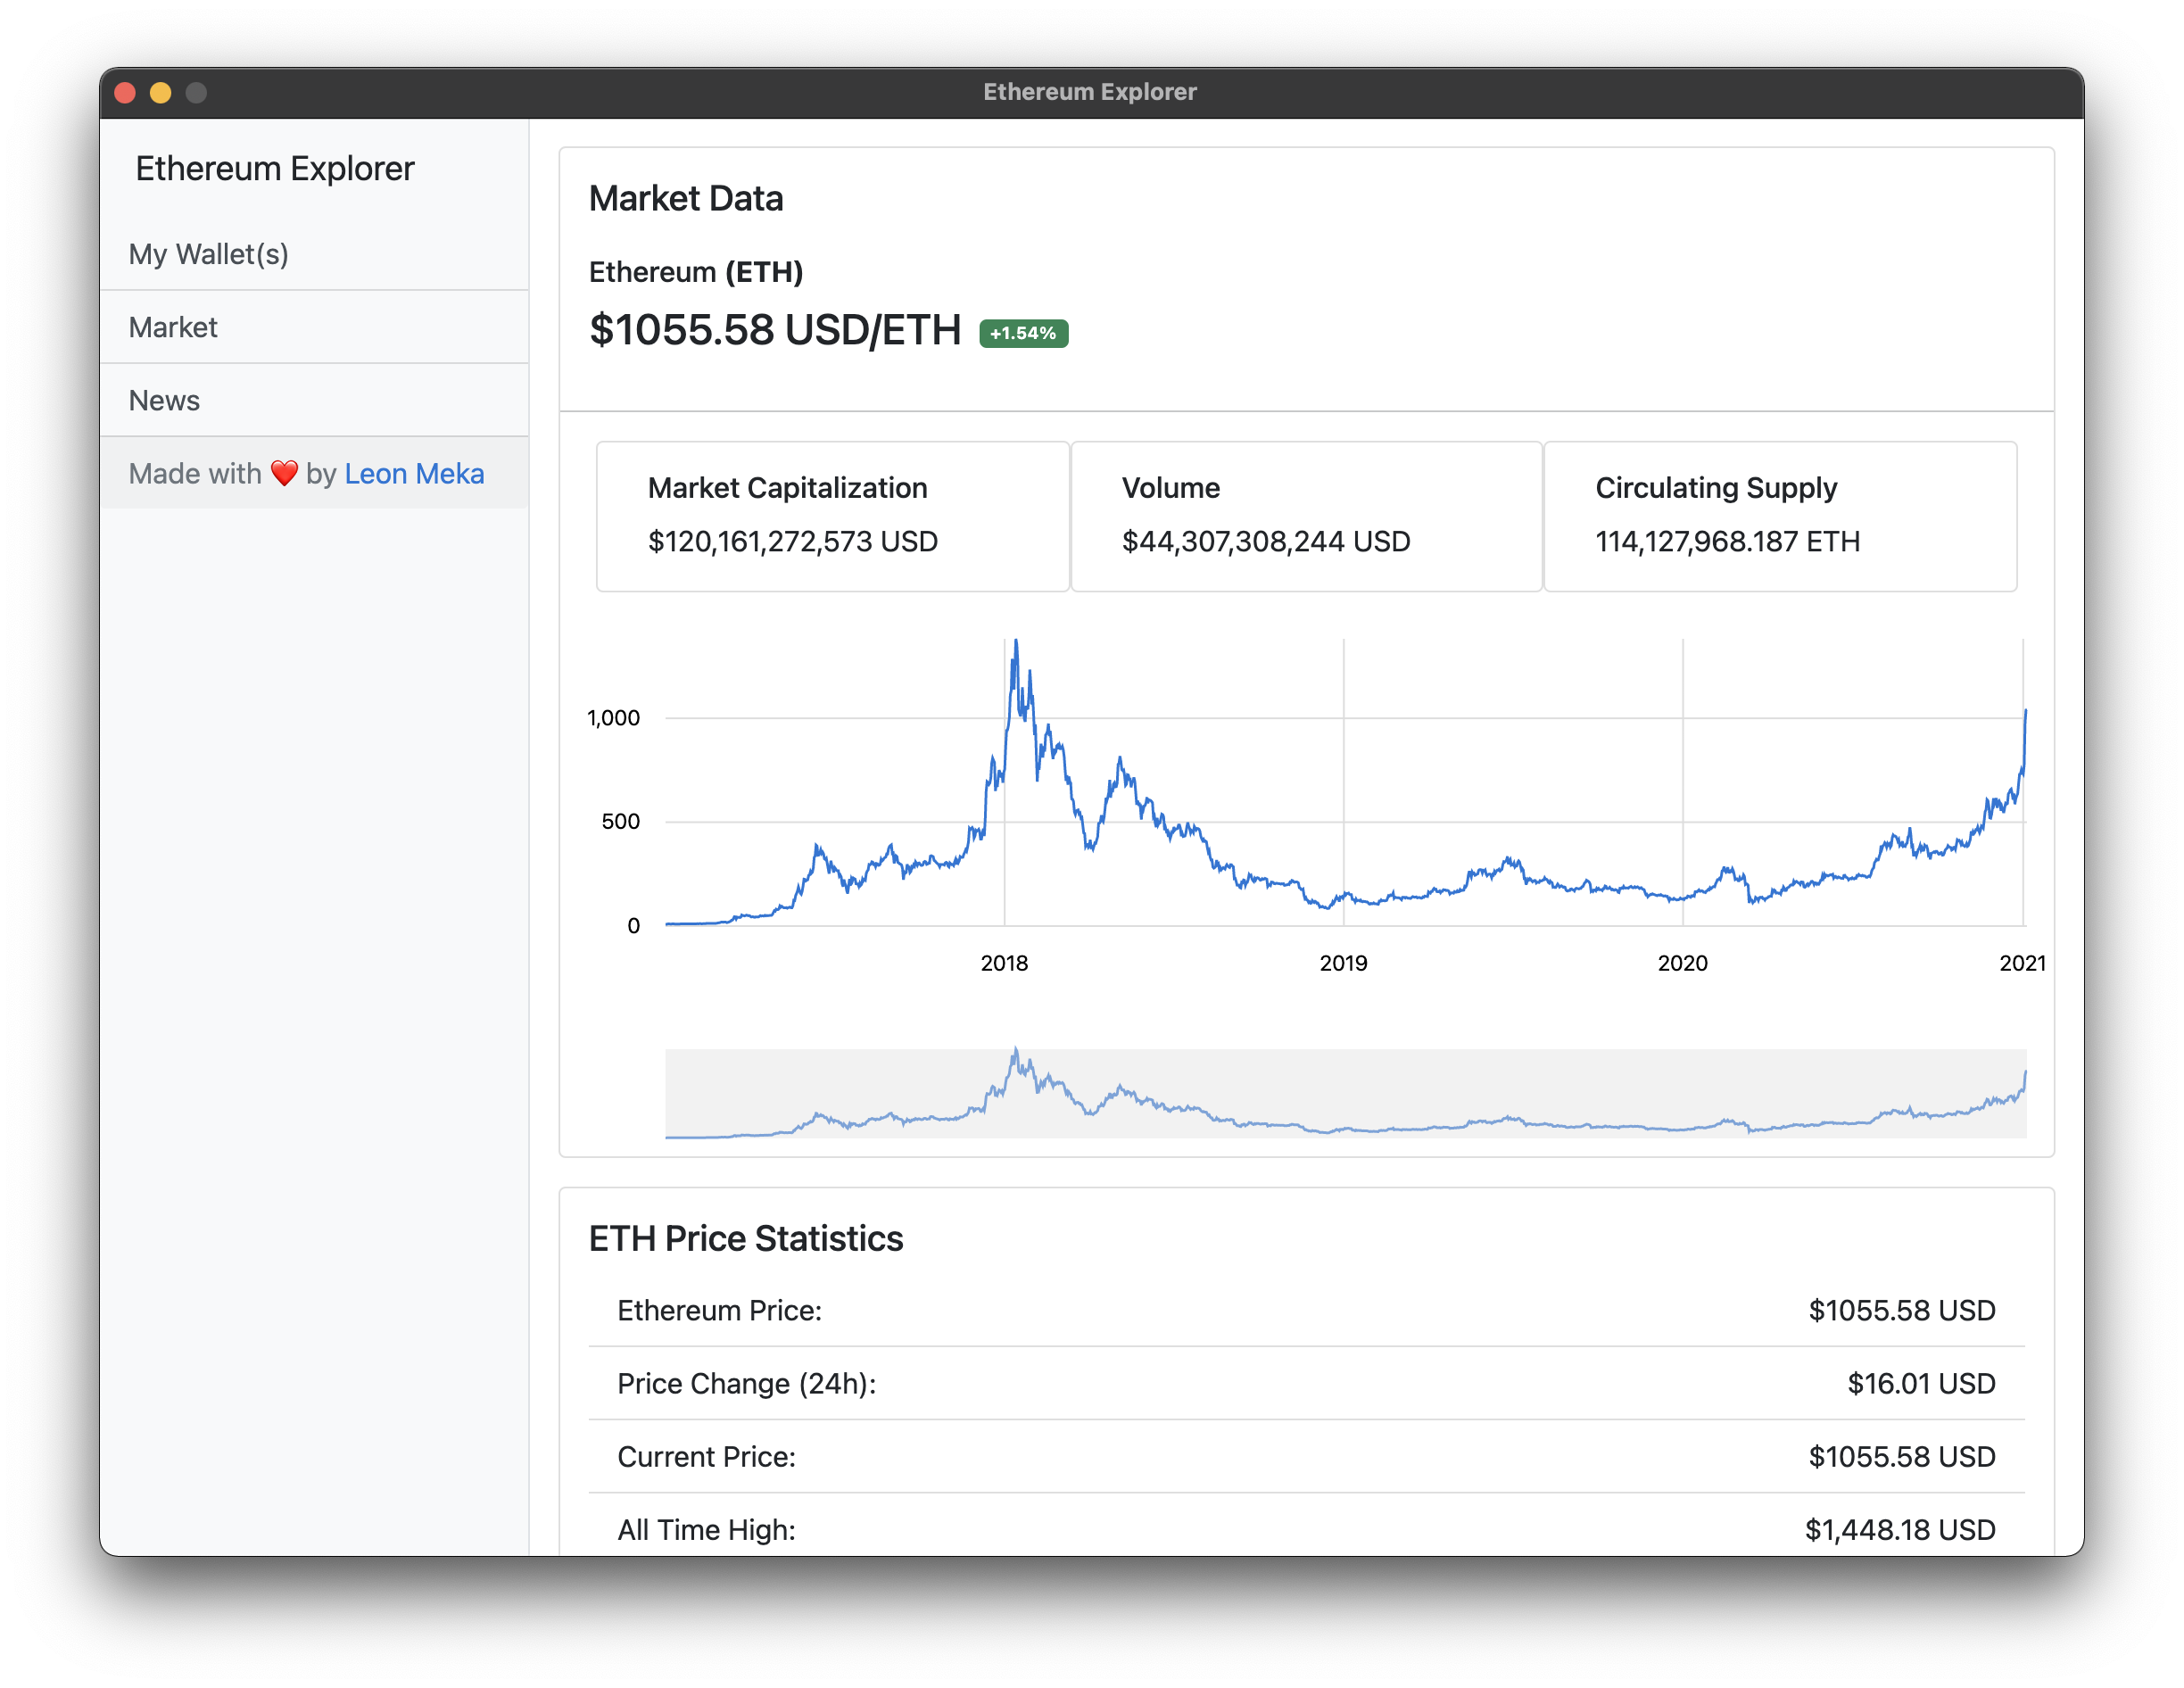 Ethereum Explorer
Ethereum Explorer
My Wallet(s)
Market
News
Made with ❤️ by Leon Meka
Market Data
Ethereum (ETH)
$1055.58 USD/ETH +1.54%
Market Capitalization
$120,161,272,573 USD
Volume
$44,307,308,244 USD
Circulating Supply
114,127,968.187 ETH
1,000
500
0
2018 2019 2020 2021
ETH Price Statistics
Ethereum Price: $1055.58 USD
Price Change (24h): $16.01 USD
Current Price: $1055.58 USD
All Time High: $1,448.18 USD